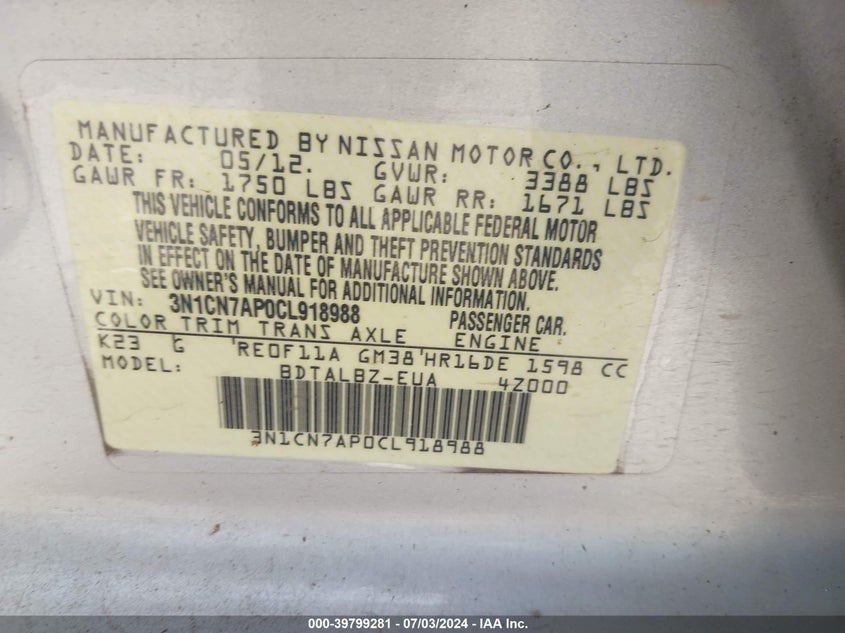 MANUFACTURED BY NISSAN MOTOR CO., LTD.
DATE: 05/12. GVWR: 3388 LBS
GAWR FR: 1750 LBS GAWR RR: 1671 LBS
THIS VEHICLE CONFORMS TO ALL APPLICABLE FEDERAL MOTOR
VEHICLE SAFETY, BUMPER AND THEFT PREVENTION STANDARDS
IN EFFECT ON THE DATE OF MANUFACTURE SHOWN ABOVE.
SEE OWNER'S MANUAL FOR ADDITIONAL INFORMATION.
VIN: 3N1CN7AP0CL918988 PASSENGER CAR.
COLOR TRIM TRANS AXLE ENGINE
K23 G RE0F11A GM38 HR16DE 1598 CC
MODEL: BDTALBZ-EUA 4Z000
3N1CN7AP0CL918988
000-39799281 - 07/03/2024 - IAA Inc.